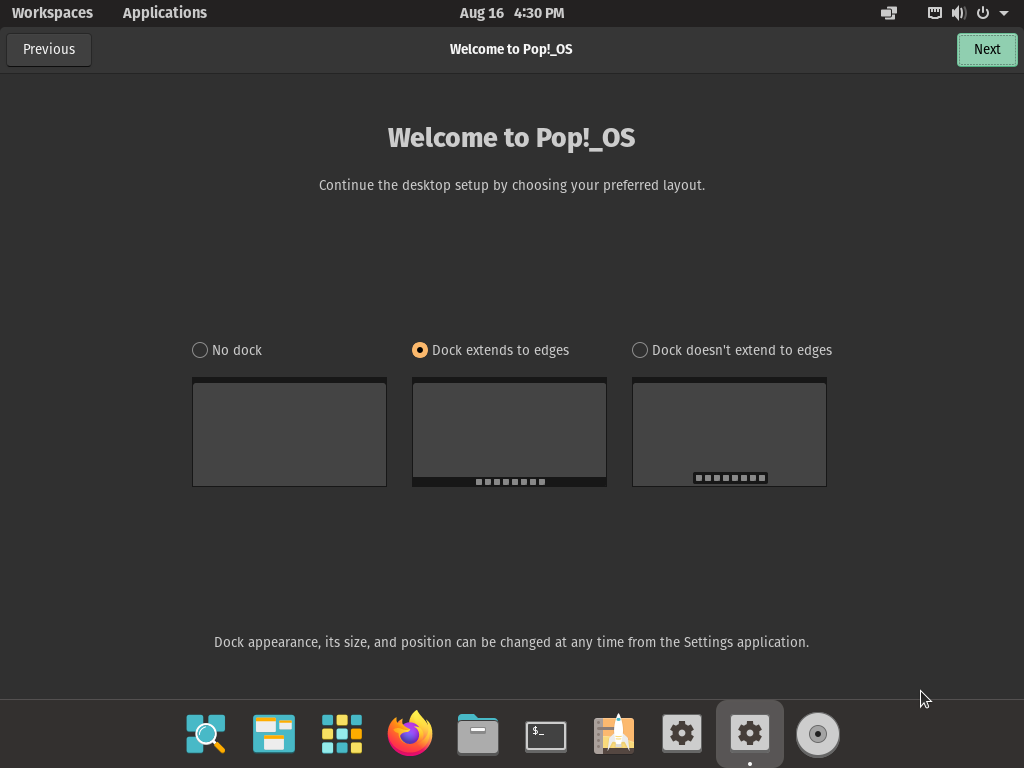 Workspaces Applications Aug 16 4:30 PM
Previous Welcome to Pop!_OS Next
Welcome to Pop!_OS
Continue the desktop setup by choosing your preferred layout.
No dock Dock extends to edges Dock doesn't extend to edges
Dock appearance, its size, and position can be changed at any time from the Settings application.
$_